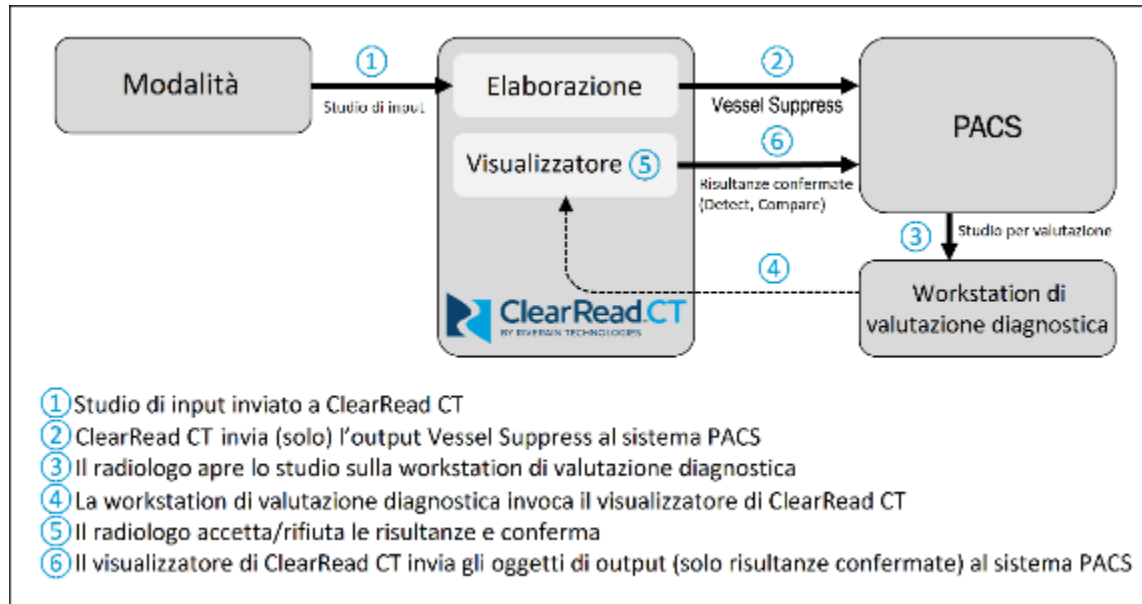 Modalità
①
Studio di input
Elaborazione
Visualizzatore ⑤
②
Vessel Suppress
⑥
Risultanze confermate
(Detect, Compare)
PACS
③
Studio per valutazione
④
Workstation di
valutazione diagnostica
ClearRead CT
BY RIVERAIN TECHNOLOGIES
① Studio di input inviato a ClearRead CT
② ClearRead CT invia (solo) l'output Vessel Suppress al sistema PACS
③ Il radiologo apre lo studio sulla workstation di valutazione diagnostica
④ La workstation di valutazione diagnostica invoca il visualizzatore di ClearRead CT
⑤ Il radiologo accetta/rifiuta le risultanze e conferma
⑥ Il visualizzatore di ClearRead CT invia gli oggetti di output (solo risultanze confermate) al sistema PACS